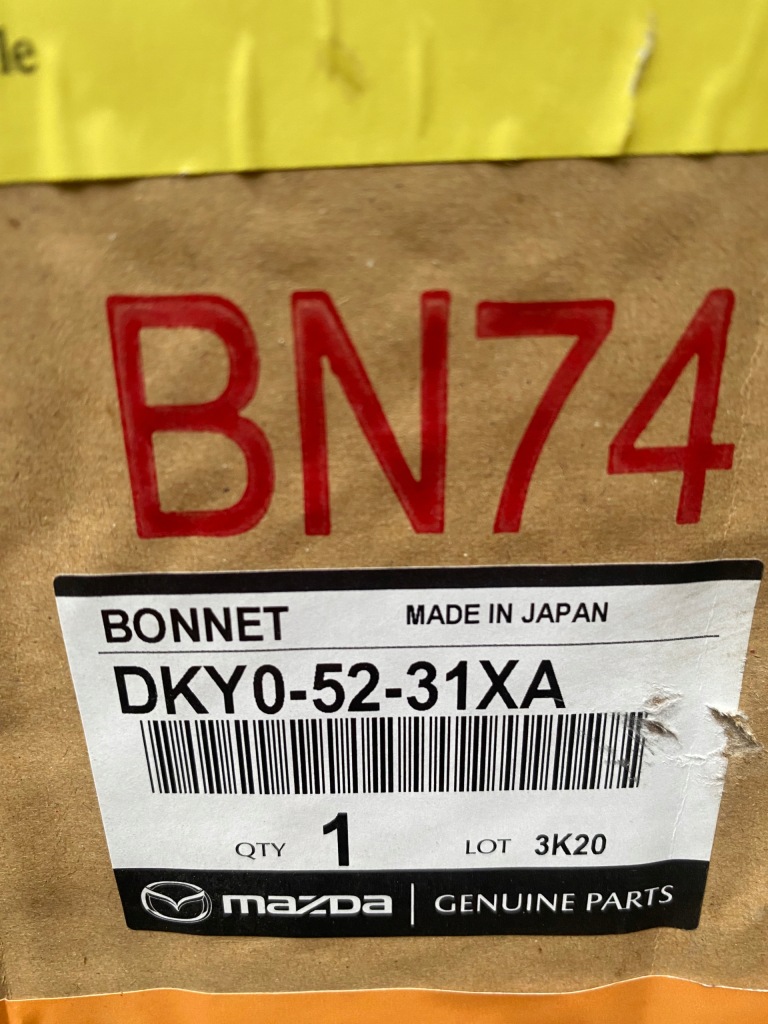 le
BN74
BONNET MADE IN JAPAN
DKY0-52-31XA
QTY 1 LOT 3K20
mazda | GENUINE PARTS